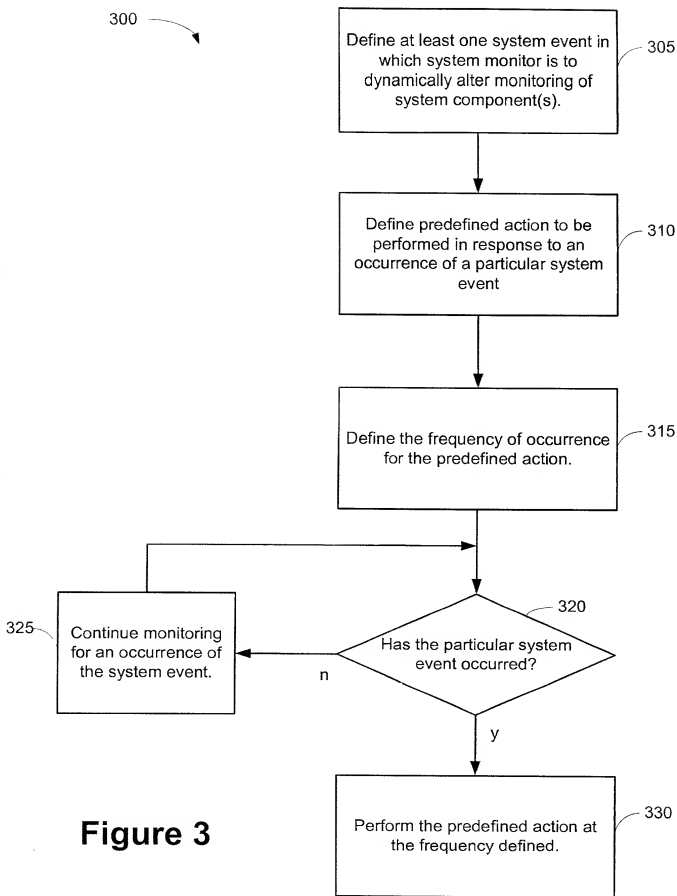 300
Define at least one system event in
which system monitor is to
dynamically alter monitoring of
system component(s).
305
Define predefined action to be
performed in response to an
occurrence of a particular system
event
310
Define the frequency of occurrence
for the predefined action.
315
320
Has the particular system
event occurred?
325
Continue monitoring
for an occurrence of
the system event.
n
y
Perform the predefined action at
the frequency defined.
330
Figure 3